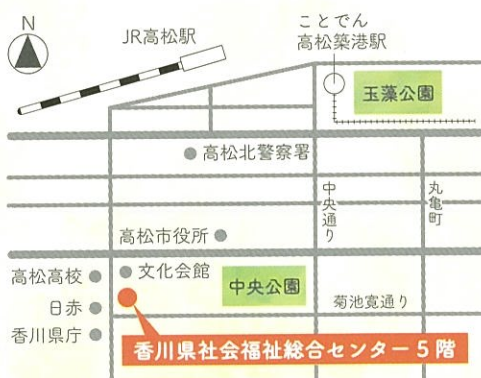 N
JR高松駅
ことでん
高松築港駅
玉藻公園
高松北警察署
中央通り
丸亀町
高松市役所
高松高校
文化会館
中央公園
日赤
菊池寛通り
香川県庁
香川県社会福祉総合センター5階